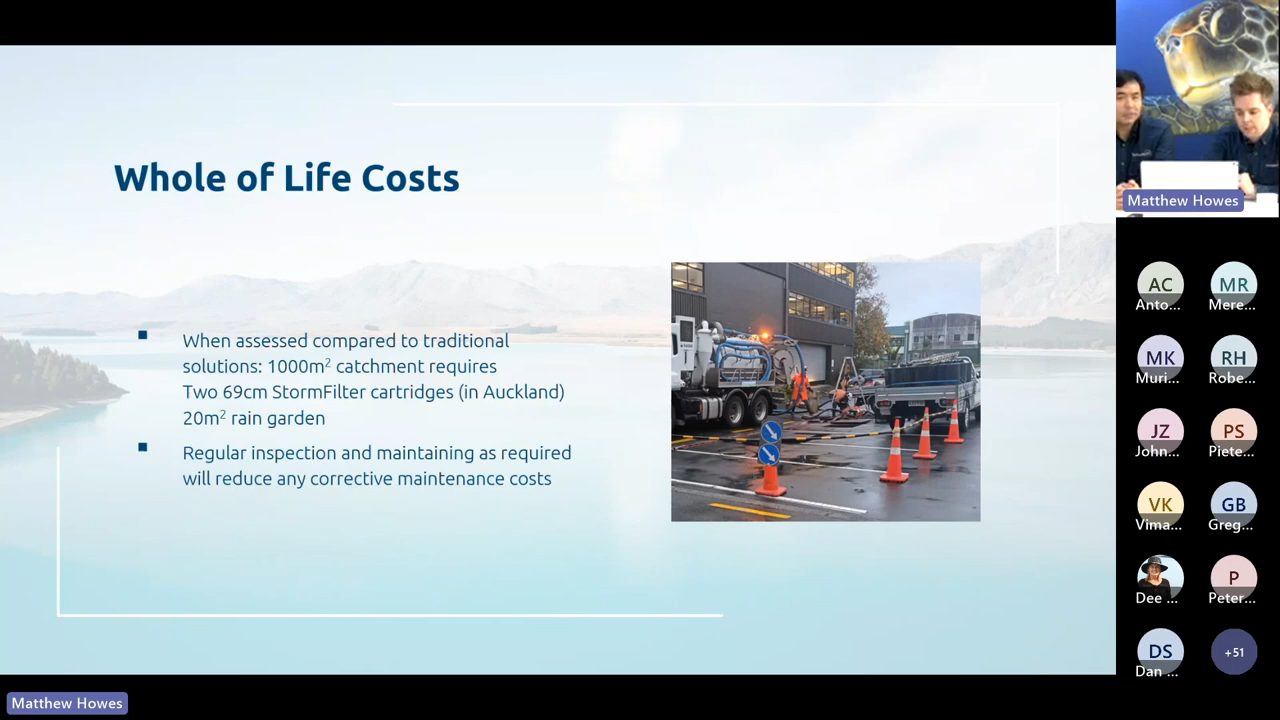 Whole of Life Costs
When assessed compared to traditional
solutions: 1000m² catchment requires
Two 69cm StormFilter cartridges (in Auckland)
20m² rain garden
Regular inspection and maintaining as required
will reduce any corrective maintenance costs
Matthew Howes
AC
Anto...
MR
Mere...
MK
Muri...
RH
Robe...
JZ
John...
PS
Piete...
VK
Vima...
GB
Greg...
Dee ...
P
Peter...
DS
Dan ...
+51
Matthew Howes